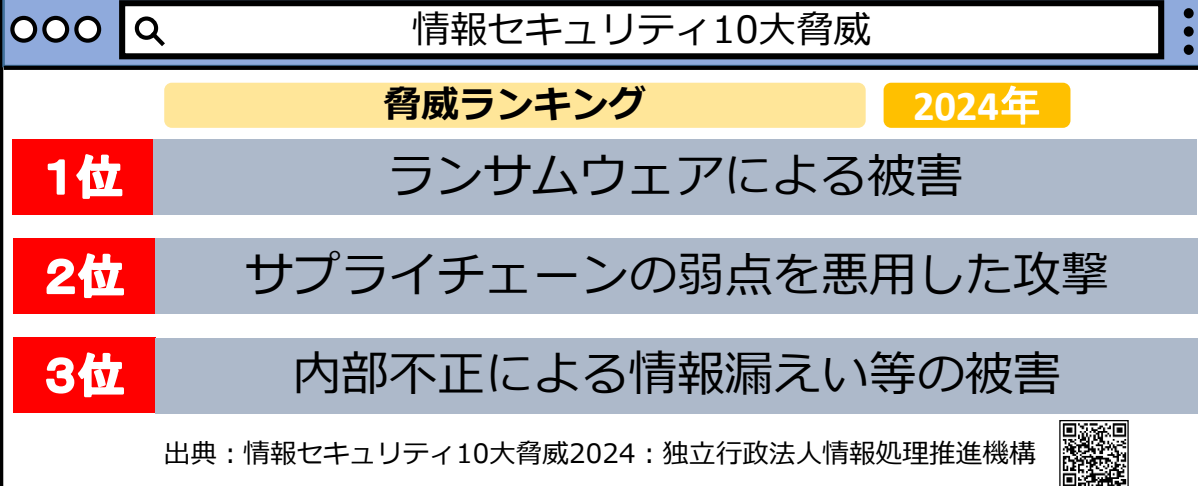 情報セキュリティ10大脅威
脅威ランキング 2024年
1位 ランサムウェアによる被害
2位 サプライチェーンの弱点を悪用した攻撃
3位 内部不正による情報漏えい等の被害
出典：情報セキュリティ10大脅威2024：独立行政法人情報処理推進機構